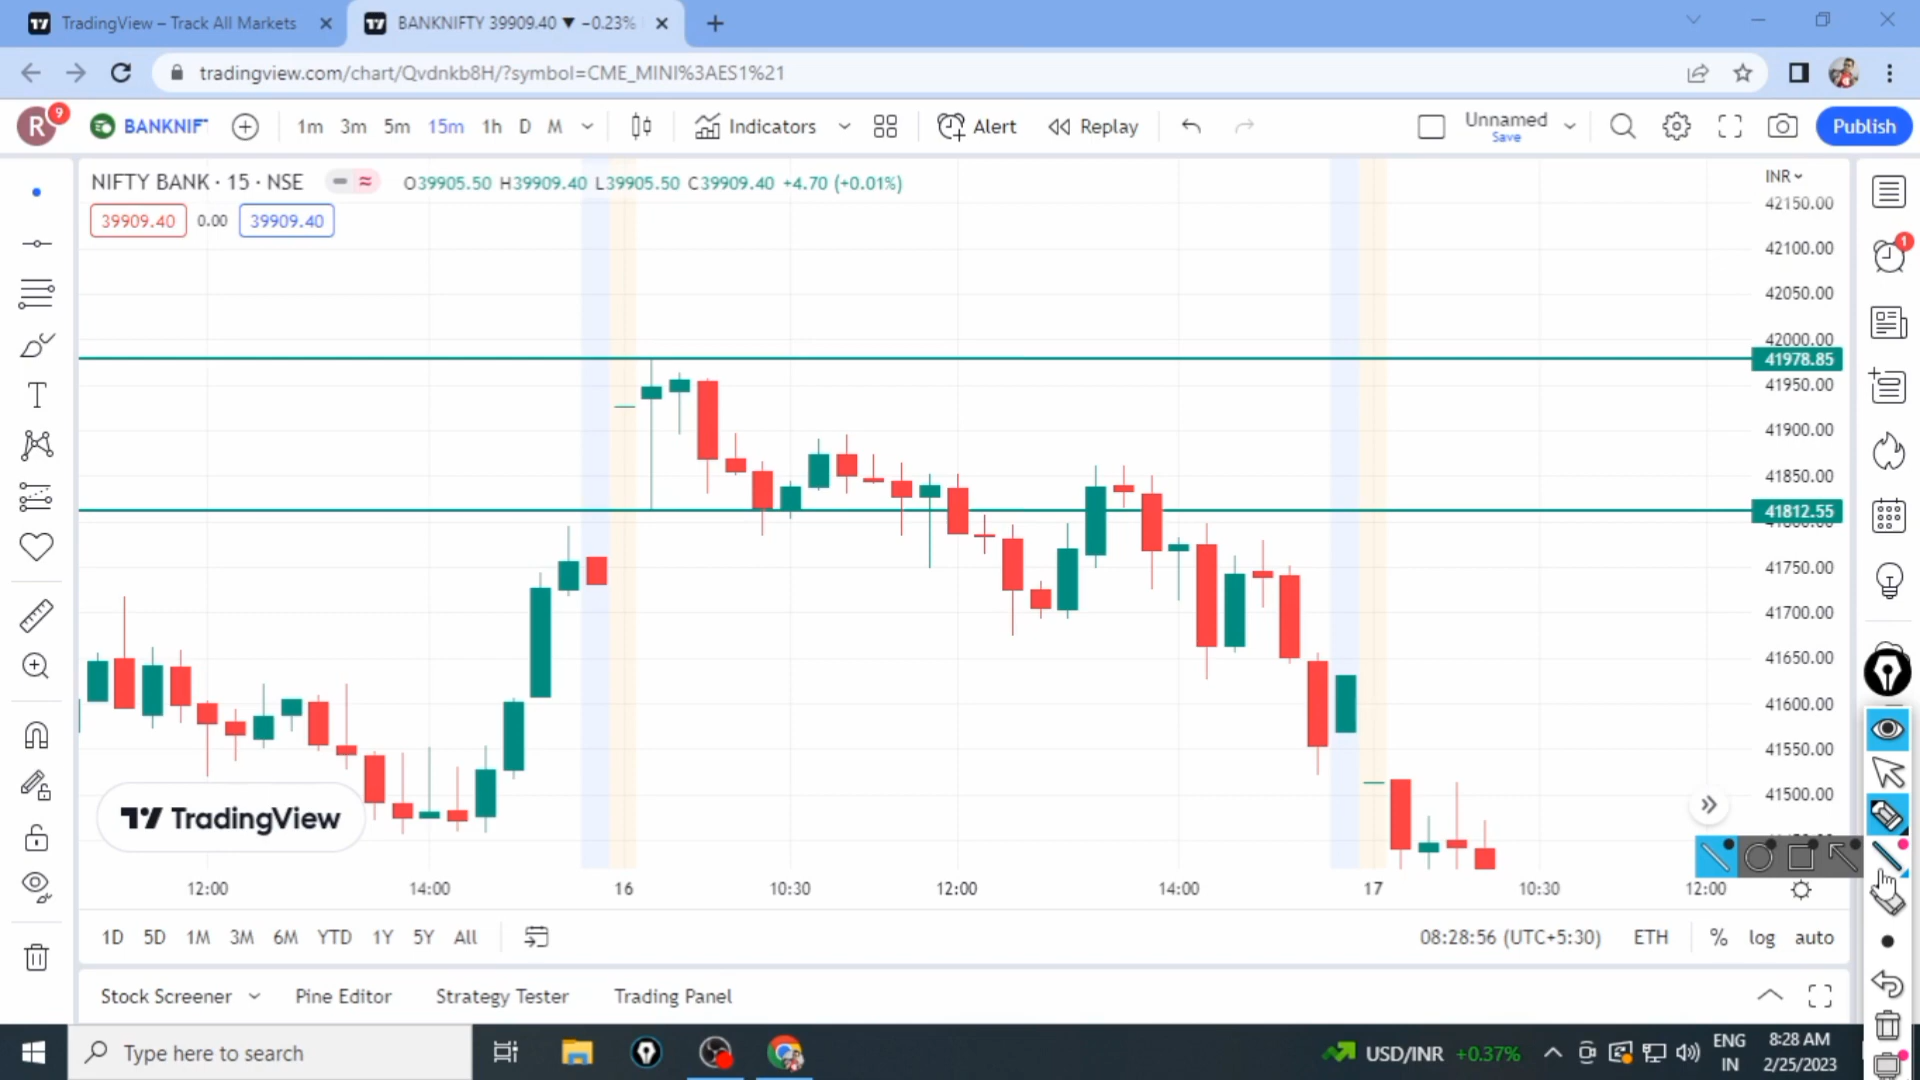 TradingView – Track All Markets
BANKNIFTY 39909.40 ▼ −0.23%
tradingview.com/chart/Qvdnkb8H/?symbol=CME_MINI%3AES1%21
R 9
BANKNIF
1m 3m 5m 15m 1h D M
Indicators
Alert
Replay
Unnamed
Save
Publish
NIFTY BANK · 15 · NSE
O39905.50 H39909.40 L39905.50 C39909.40 +4.70 (+0.01%)
39909.40 0.00 39909.40
INR
42150.00
42100.00
42050.00
42000.00
41978.85
41950.00
41900.00
41850.00
41812.55
41750.00
41700.00
41650.00
41600.00
41550.00
41500.00
1
TradingView
12:00 14:00 16 10:30 12:00 14:00 17 10:30 12:00
1D 5D 1M 3M 6M YTD 1Y 5Y All
08:28:56 (UTC+5:30) ETH % log auto
Stock Screener Pine Editor Strategy Tester Trading Panel
Type here to search
USD/INR +0.37%
ENG
IN
8:28 AM
2/25/2023